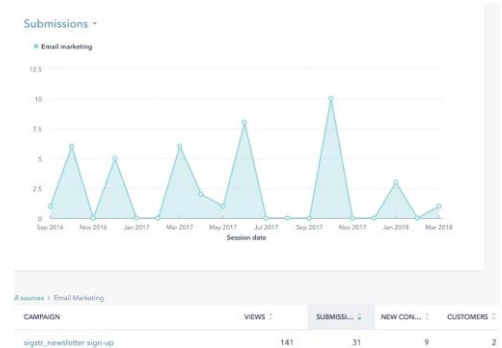 Submissions
Email marketing
12.5
10
7.5
5
2.5
0
Sep 2016 Nov 2016 Jan 2017 Mar 2017 May 2017 Jul 2017 Sep 2017 Nov 2017 Jan 2018 Mar 2018
Session date
ll sources > Email Marketing
CAMPAIGN VIEWS SUBMISSI... NEW CON... CUSTOMERS
sigstr_newsletter sign-up 141 31 9 2